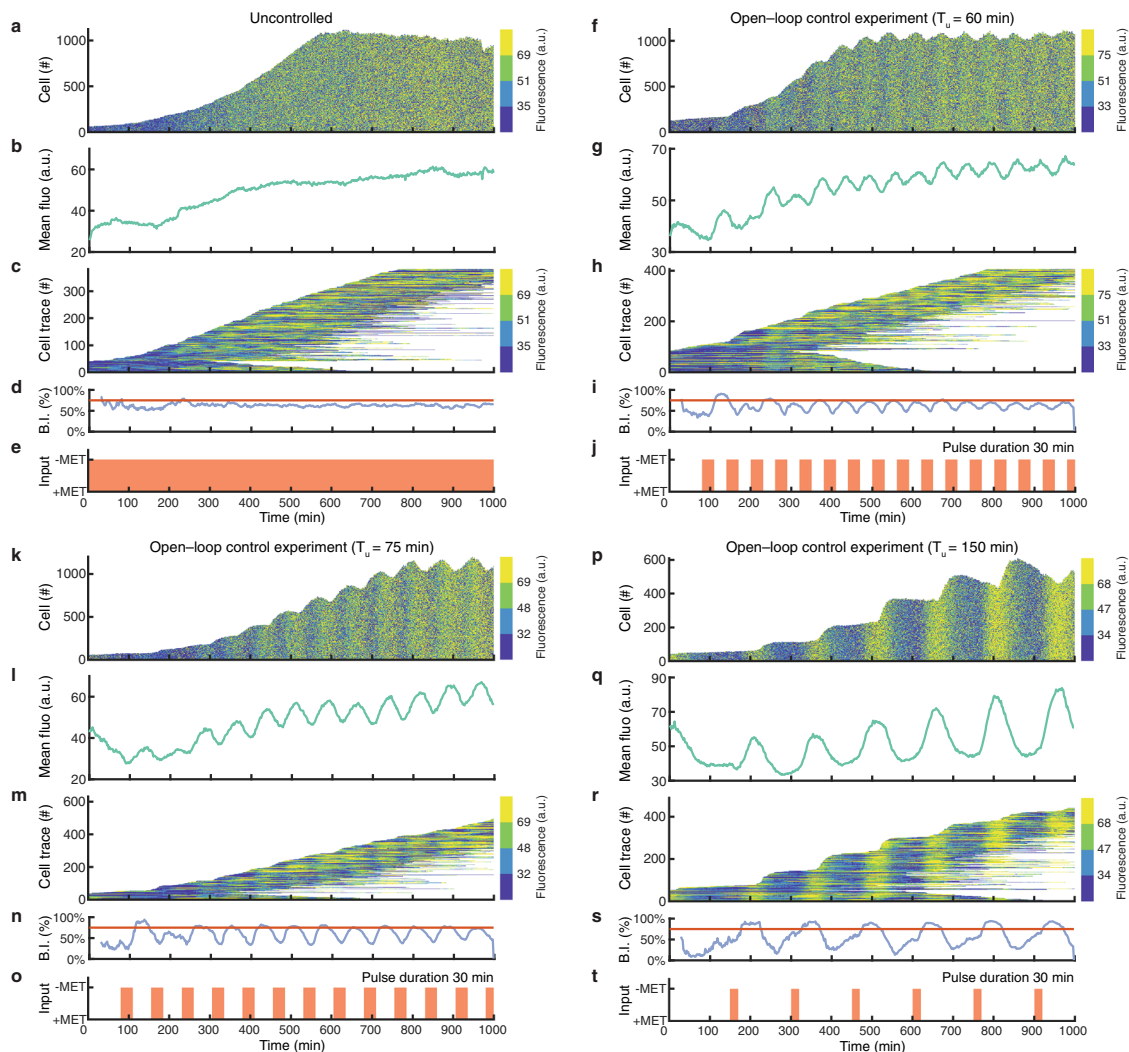 Uncontrolled
a
Cell (#)
1000
500
0
69
51
35
Fluorescence (a.u.)
b
Mean fluo (a.u.)
60
40
20
c
Cell trace (#)
300
200
100
0
69
51
35
Fluorescence (a.u.)
d
B.I. (%)
100%
50%
0%
e
Input
-MET
+MET
0 100 200 300 400 500 600 700 800 900 1000
Time (min)
Open–loop control experiment (Tu = 60 min)
f
Cell (#)
1000
500
0
75
51
33
Fluorescence (a.u.)
g
Mean fluo (a.u.)
70
50
30
h
Cell trace (#)
400
200
0
75
51
33
Fluorescence (a.u.)
i
B.I. (%)
100%
50%
0%
Pulse duration 30 min
j
Input
-MET
+MET
0 100 200 300 400 500 600 700 800 900 1000
Time (min)
Open–loop control experiment (Tu = 75 min)
k
Cell (#)
1000
500
0
69
48
32
Fluorescence (a.u.)
l
Mean fluo (a.u.)
60
40
20
m
Cell trace (#)
600
400
200
0
69
48
32
Fluorescence (a.u.)
n
B.I. (%)
100%
50%
0%
Pulse duration 30 min
o
Input
-MET
+MET
0 100 200 300 400 500 600 700 800 900 1000
Time (min)
Open–loop control experiment (Tu = 150 min)
p
Cell (#)
600
400
200
0
68
47
34
Fluorescence (a.u.)
q
Mean fluo (a.u.)
90
70
50
30
r
Cell trace (#)
400
200
0
68
47
34
Fluorescence (a.u.)
s
B.I. (%)
100%
50%
0%
Pulse duration 30 min
t
Input
-MET
+MET
0 100 200 300 400 500 600 700 800 900 1000
Time (min)